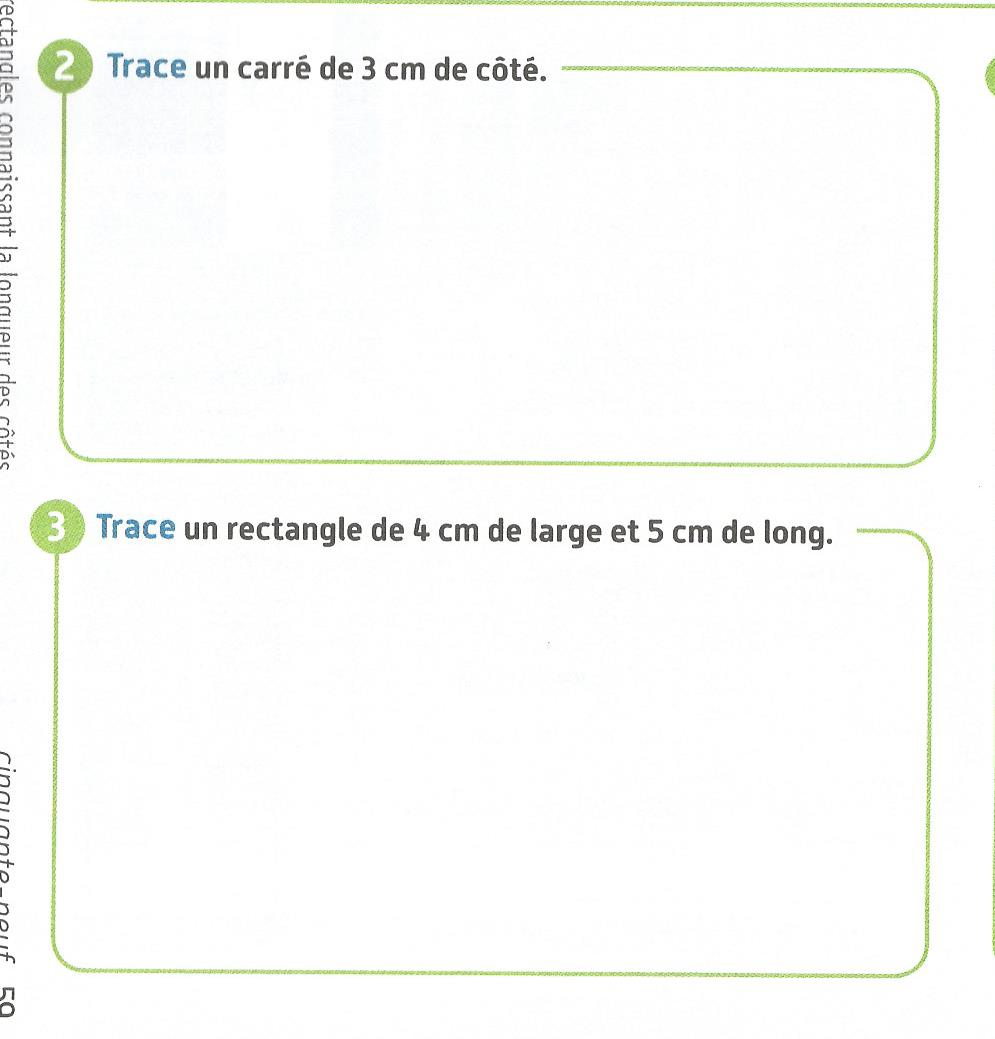 2 Trace un carré de 3 cm de côté.
3 Trace un rectangle de 4 cm de large et 5 cm de long.
rectangles connaissant la longueur des côtés
Cinquante-neuf 59